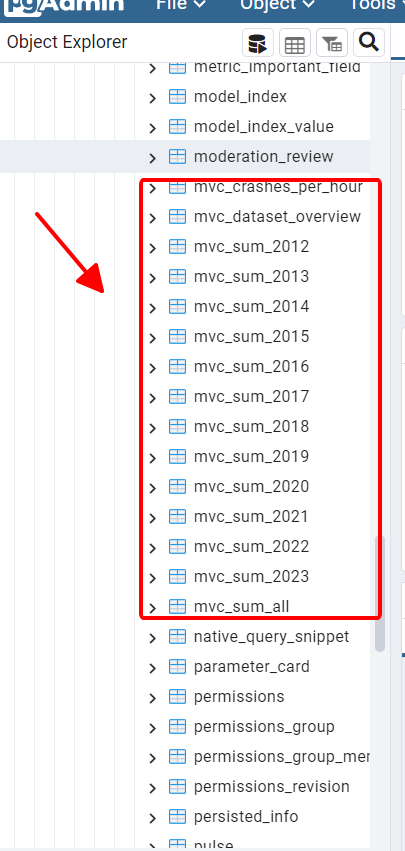 pgAdmin File Object Tools
Object Explorer
metric_important_field
model_index
model_index_value
moderation_review
mvc_crashes_per_hour
mvc_dataset_overview
mvc_sum_2012
mvc_sum_2013
mvc_sum_2014
mvc_sum_2015
mvc_sum_2016
mvc_sum_2017
mvc_sum_2018
mvc_sum_2019
mvc_sum_2020
mvc_sum_2021
mvc_sum_2022
mvc_sum_2023
mvc_sum_all
native_query_snippet
parameter_card
permissions
permissions_group
permissions_group_mer
permissions_revision
persisted_info
pulse